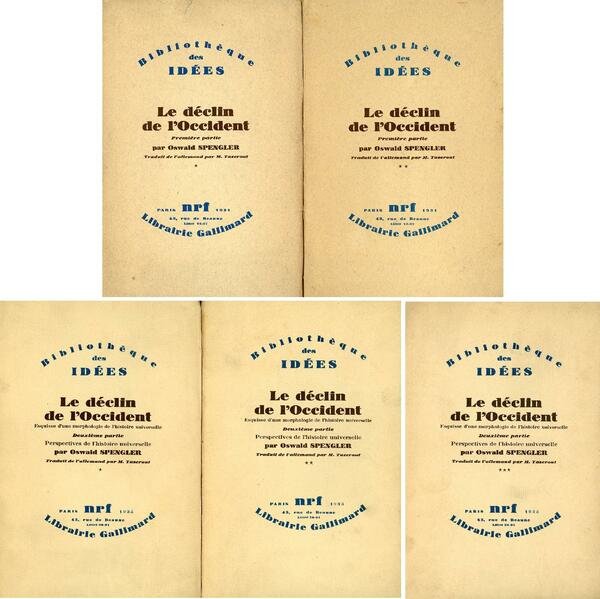 Bibliothèque
des
IDÉES
Le déclin
de l'Occident
Première partie
par Oswald SPENGLER
Traduit de l'allemand par M. Tazerout
*
PARIS nrf 1931
43, rue de Beaune
Librairie Gallimard
Bibliothèque
des
IDÉES
Le déclin
de l'Occident
Première partie
par Oswald SPENGLER
Traduit de l'allemand par M. Tazerout
**
PARIS nrf 1931
43, rue de Beaune
Librairie Gallimard
Bibliothèque
des
IDÉES
Le déclin
de l'Occident
Esquisse d'une morphologie de l'histoire universelle
Deuxième partie
Perspectives de l'histoire universelle
par Oswald SPENGLER
Traduit de l'allemand par M. Tazerout
*
PARIS nrf 1933
43, rue de Beaune
Librairie Gallimard
Bibliothèque
des
IDÉES
Le déclin
de l'Occident
Esquisse d'une morphologie de l'histoire universelle
Deuxième partie
Perspectives de l'histoire universelle
par Oswald SPENGLER
Traduit de l'allemand par M. Tazerout
**
PARIS nrf 1933
43, rue de Beaune
Librairie Gallimard
Bibliothèque
des
IDÉES
Le déclin
de l'Occident
Esquisse d'une morphologie de l'histoire universelle
Deuxième partie
Perspectives de l'histoire universelle
par Oswald SPENGLER
Traduit de l'allemand par M. Tazerout
***
PARIS nrf 1933
43, rue de Beaune
Librairie Gallimard